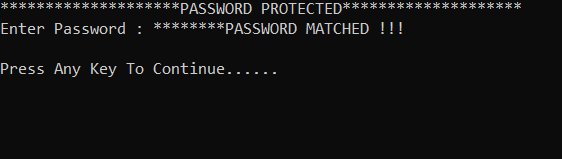 ********************PASSWORD PROTECTED********************
Enter Password : ********PASSWORD MATCHED !!!
Press Any Key To Continue......